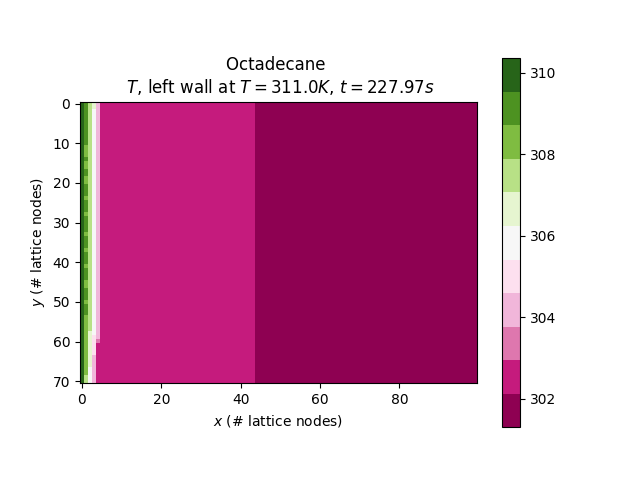 Octadecane
T, left wall at T = 311.0K, t = 227.97s
0
10
20
30
40
50
60
70
y (# lattice nodes)
0 20 40 60 80
x (# lattice nodes)
310
308
306
304
302